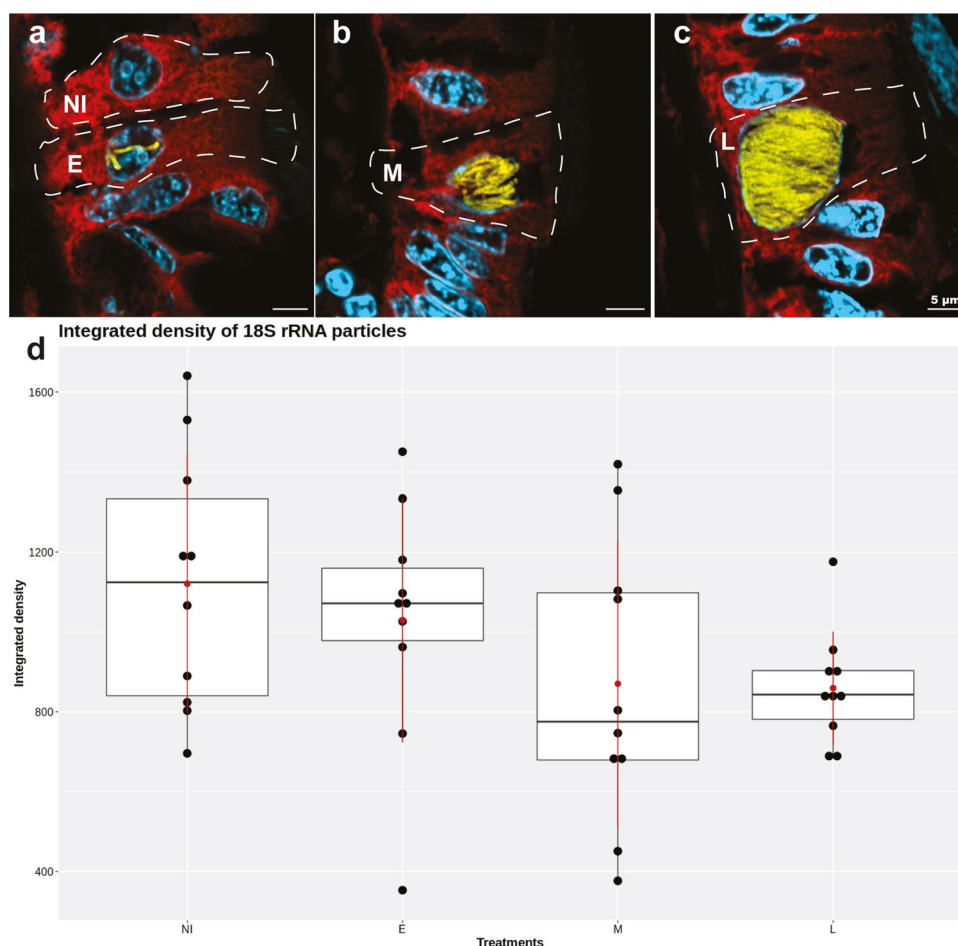 a
b
c
NI
E
M
L
5 µm
Integrated density of 18S rRNA particles
d
1600
1200
800
400
Integrated density
NI
E
M
L
Treatments